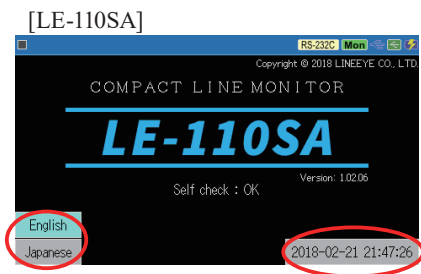 [LE-110SA]
RS-232C Mon
Copyright © 2018 LINEEYE CO., LTD.
COMPACT LINE MONITOR
LE-110SA
Version: 1.02.06
Self check : OK
English
Japanese
2018-02-21 21:47:26